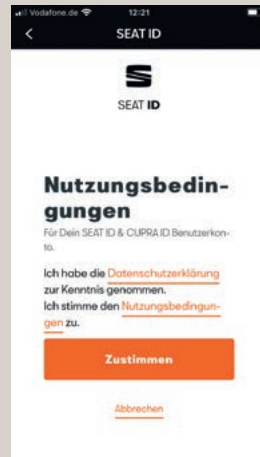 Vodafone.de 12:21
SEAT ID
SEAT ID
Nutzungsbedin-
gungen
Für Dein SEAT ID & CUPRA ID Benutzerkon-
to.
Ich habe die Datenschutzerklärung
zur Kenntnis genommen.
Ich stimme den Nutzungsbedingun-
gen zu.
Zustimmen
Abbrechen